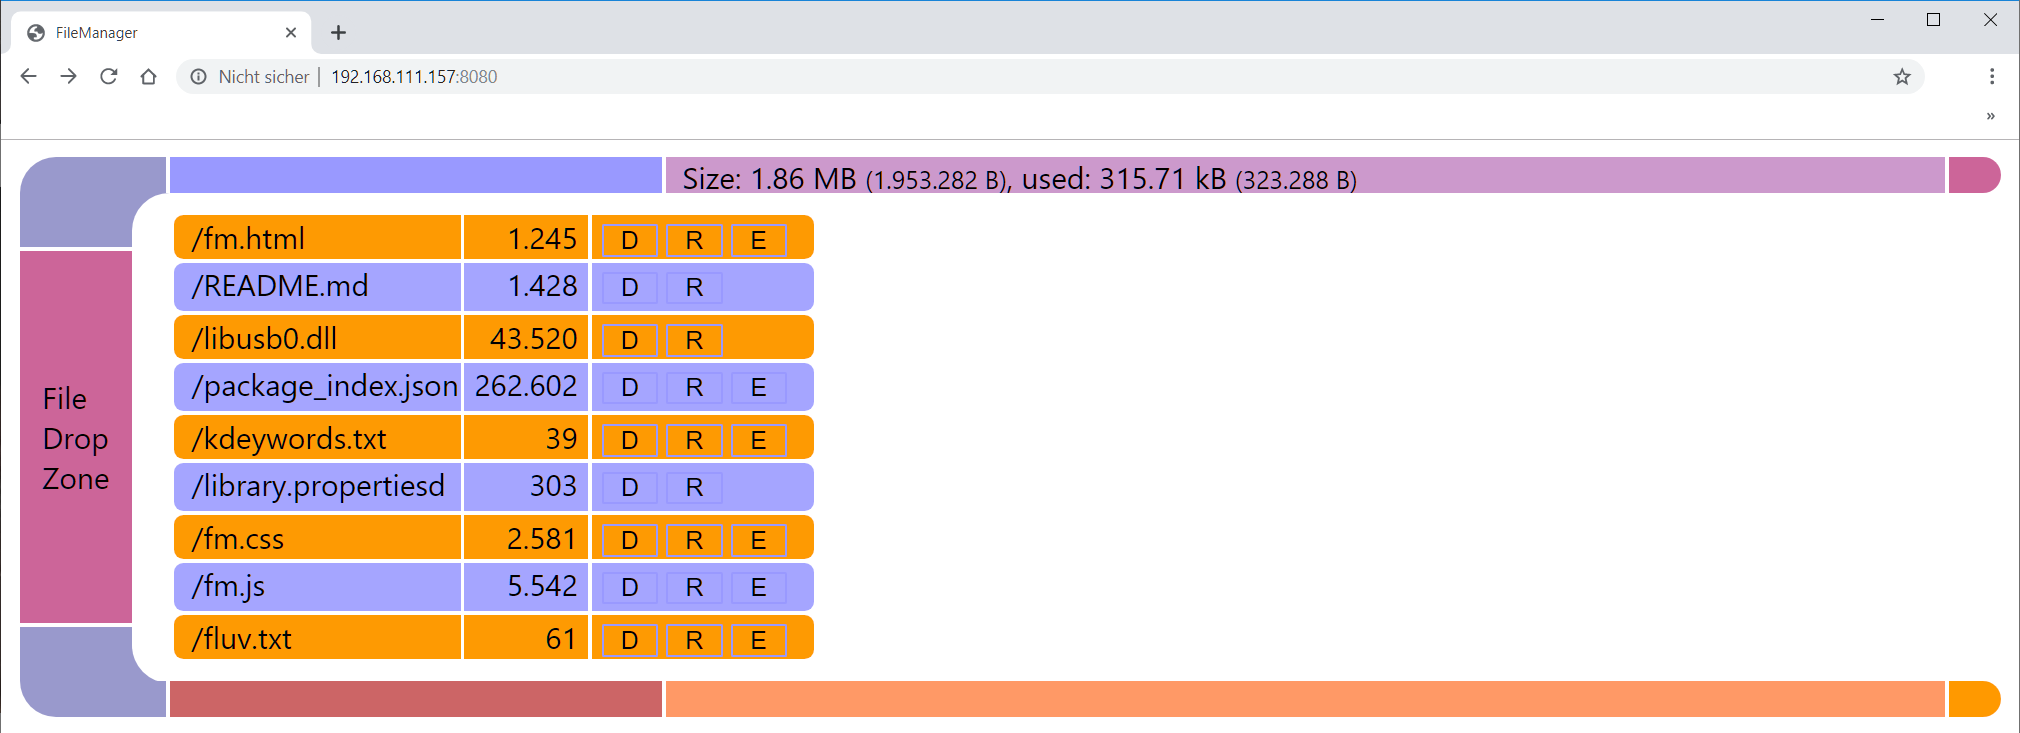 FileManager
Nicht sicher | 192.168.111.157:8080
»
Size: 1.86 MB (1.953.282 B), used: 315.71 kB (323.288 B)
/fm.html 1.245 D R E
/README.md 1.428 D R
/libusb0.dll 43.520 D R
/package_index.json 262.602 D R E
/kdeywords.txt 39 D R E
/library.propertiesd 303 D R
/fm.css 2.581 D R E
/fm.js 5.542 D R E
/fluv.txt 61 D R E
File
Drop
Zone